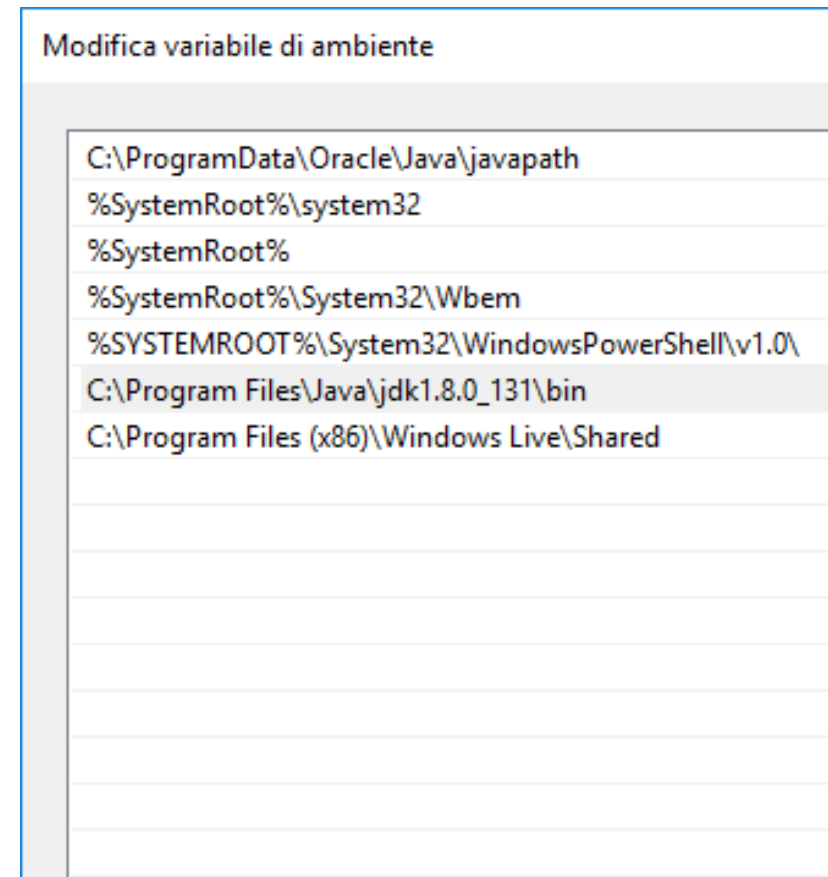 Modifica variabile di ambiente
C:\ProgramData\Oracle\Java\javapath
%SystemRoot%\system32
%SystemRoot%
%SystemRoot%\System32\Wbem
%SYSTEMROOT%\System32\WindowsPowerShell\v1.0\
C:\Program Files\Java\jdk1.8.0_131\bin
C:\Program Files (x86)\Windows Live\Shared